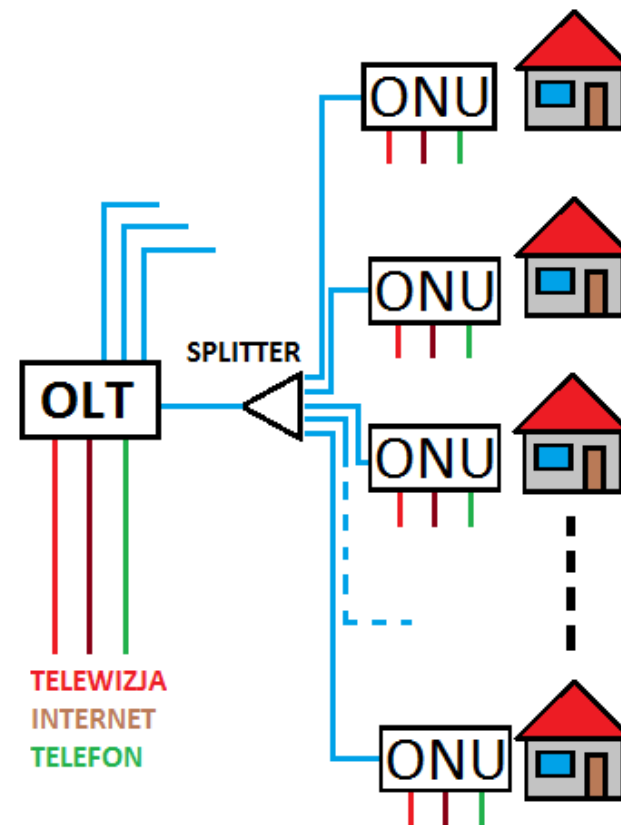 ONU
ONU
SPLITTER
OLT
ONU
TELEWIZJA
INTERNET
TELEFON
ONU